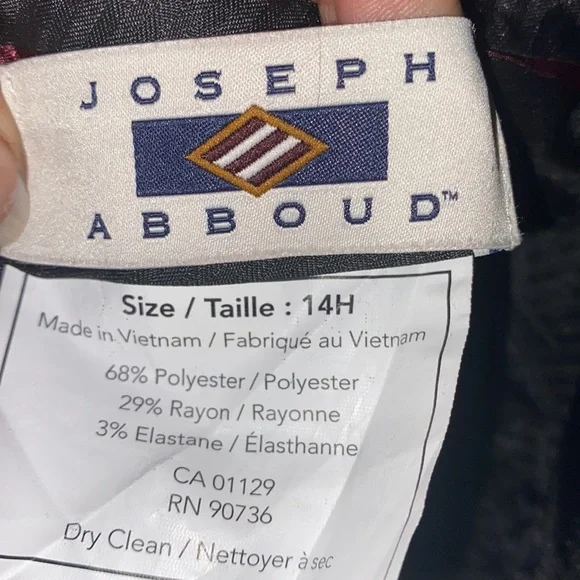 JOSEPH
ABBOUD™
Size / Taille : 14H
Made in Vietnam / Fabriqué au Vietnam
68% Polyester / Polyester
29% Rayon / Rayonne
3% Elastane / Élasthanne
CA 01129
RN 90736
Dry Clean / Nettoyer à sec